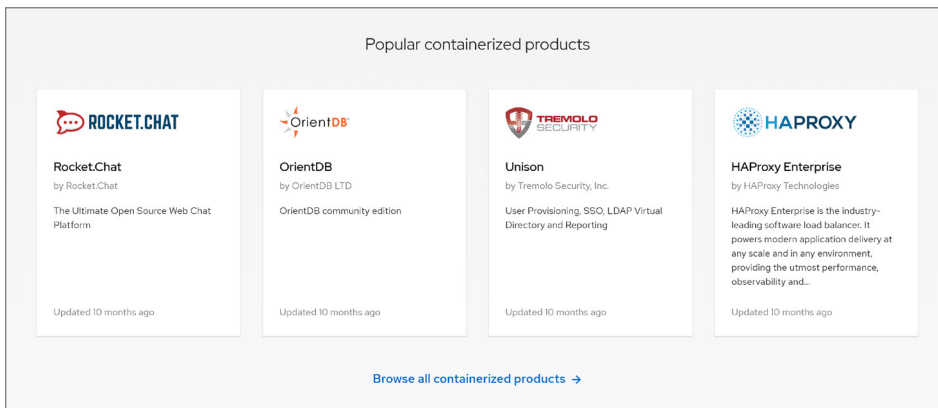 Popular containerized products
ROCKET.CHAT
Rocket.Chat
by Rocket.Chat
The Ultimate Open Source Web Chat
Platform
Updated 10 months ago
OrientDB®
OrientDB
by OrientDB LTD
OrientDB community edition
Updated 10 months ago
TREMOLO
SECURITY
Unison
by Tremolo Security, Inc.
User Provisioning, SSO, LDAP Virtual
Directory and Reporting
Updated 10 months ago
HAPROXY
HAProxy Enterprise
by HAProxy Technologies
HAProxy Enterprise is the industry-
leading software load balancer. It
powers modern application delivery at
any scale and in any environment,
providing the utmost performance,
observability and...
Updated 10 months ago
Browse all containerized products →